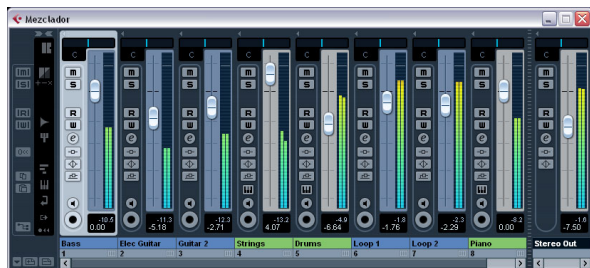 Mezclador
C C C C C C C C C
m m m m m m m m
S S S S S S S S
R R R R R R R R R
W W W W W W W W W
e e e e e e e e e
-10.5 -11.3 -12.3 -13.2 -4.9 -1.8 -2.3 -8.2 -1.6
0.00 -5.18 -2.71 4.07 -6.64 -1.76 -2.29 0.00 -7.50
Bass Elec Guitar Guitar 2 Strings Drums Loop 1 Loop 2 Piano Stereo Out
1 2 3 4 5 6 7 8